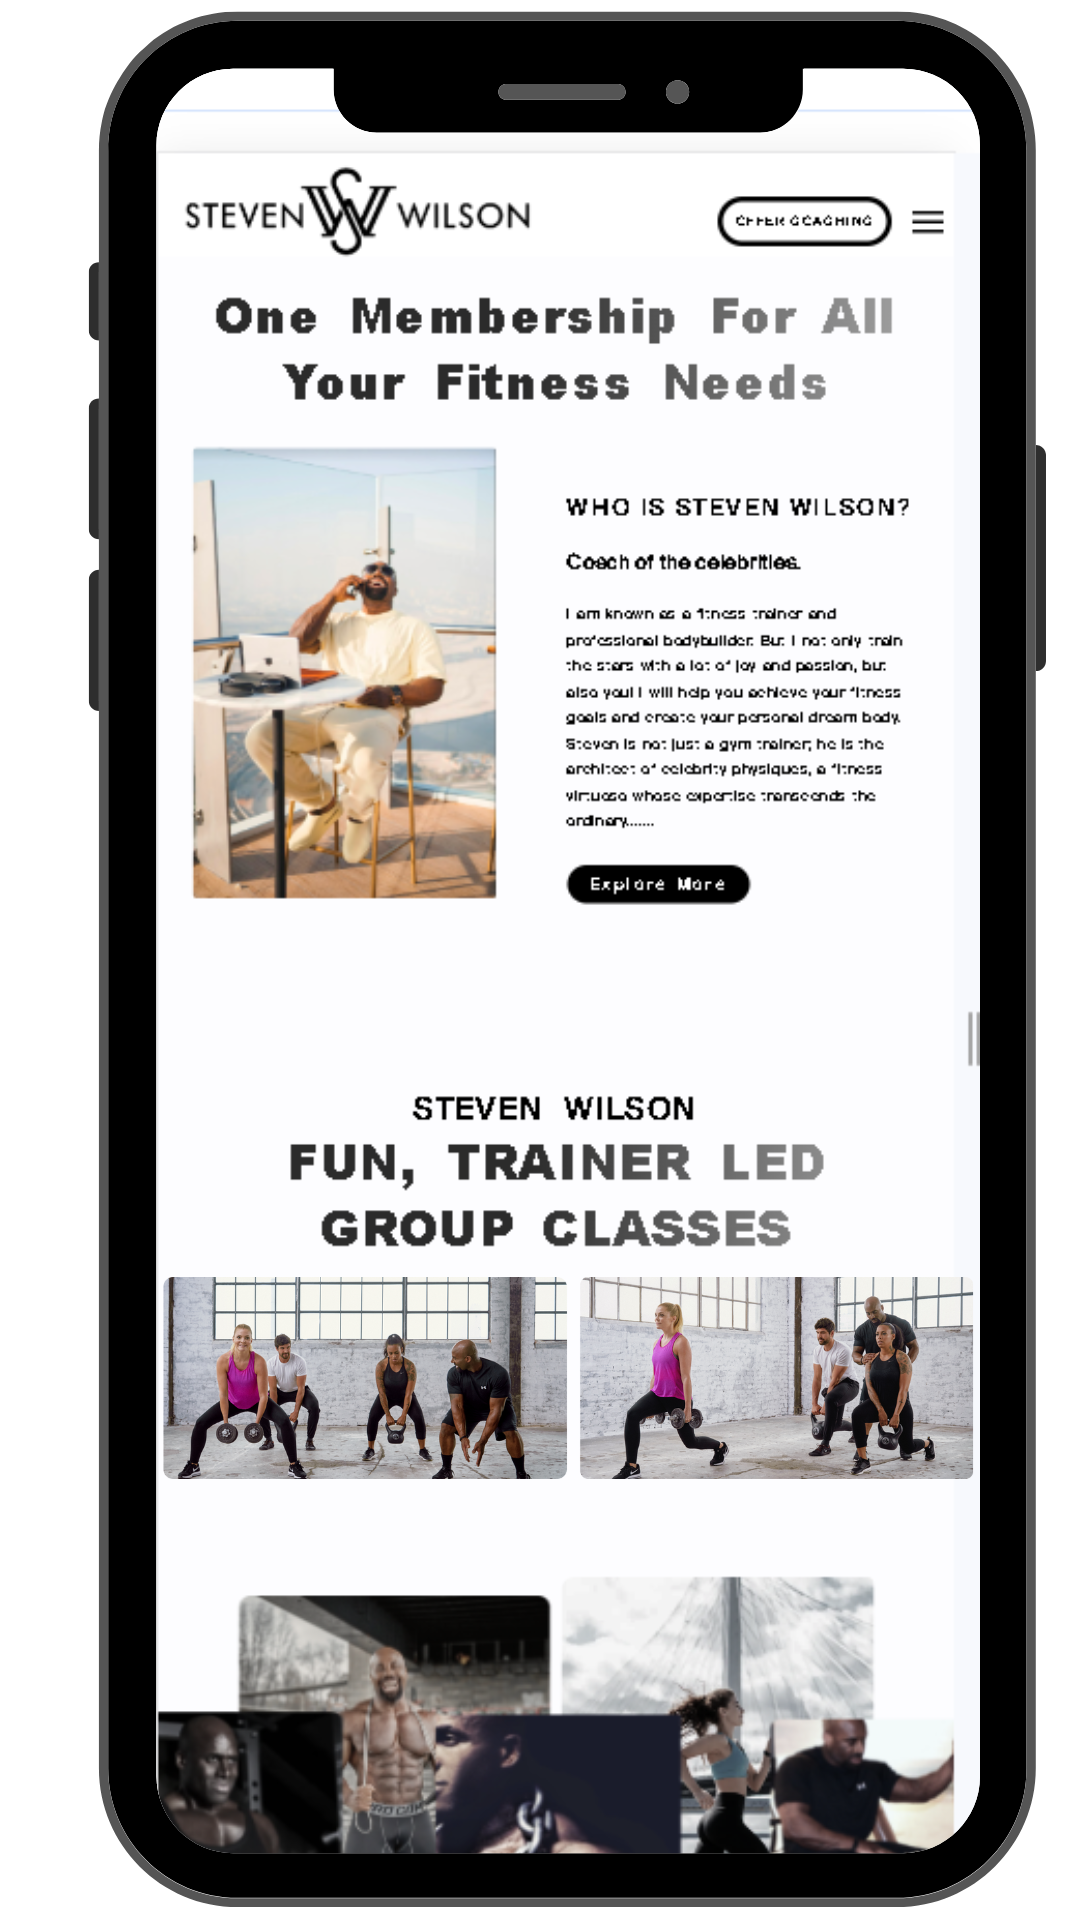 STEVEN WILSON
OFFER COACHING
One Membership For All
Your Fitness Needs
WHO IS STEVEN WILSON?
Coach of the celebrities.
I am known as a fitness trainer and
professional bodybuilder. But I not only train
the stars with a lot of joy and passion, but
also you! I will help you achieve your fitness
goals and create your personal dream body.
Steven is not just a gym trainer; he is the
architect of celebrity physiques, a fitness
virtuoso whose expertise transcends the
ordinary.......
Explore More
STEVEN WILSON
FUN, TRAINER LED
GROUP CLASSES